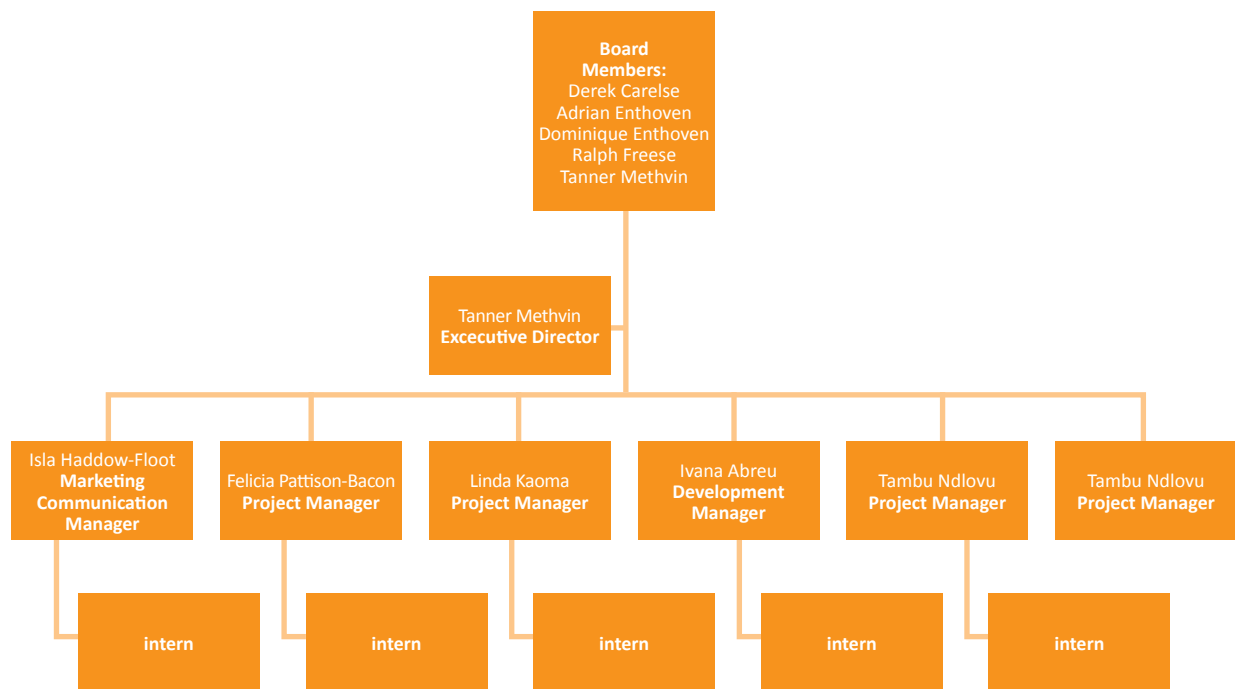 Board
Members:
Derek Carelse
Adrian Enthoven
Dominique Enthoven
Ralph Freese
Tanner Methvin
Tanner Methvin
Excecutive Director
Isla Haddow-Floot
Marketing
Communication
Manager
Felicia Pattison-Bacon
Project Manager
Linda Kaoma
Project Manager
Ivana Abreu
Development
Manager
Tambu Ndlovu
Project Manager
Tambu Ndlovu
Project Manager
intern
intern
intern
intern
intern